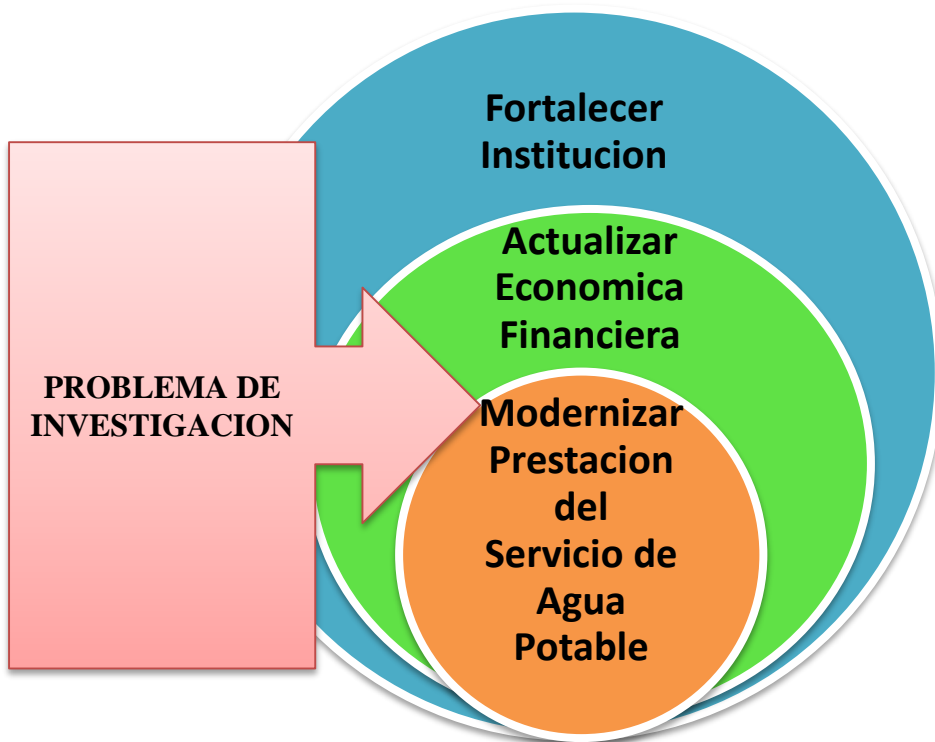 Fortalecer
Institucion
Actualizar
Economica
Financiera
PROBLEMA DE
INVESTIGACION
Modernizar
Prestacion
del
Servicio de
Agua
Potable